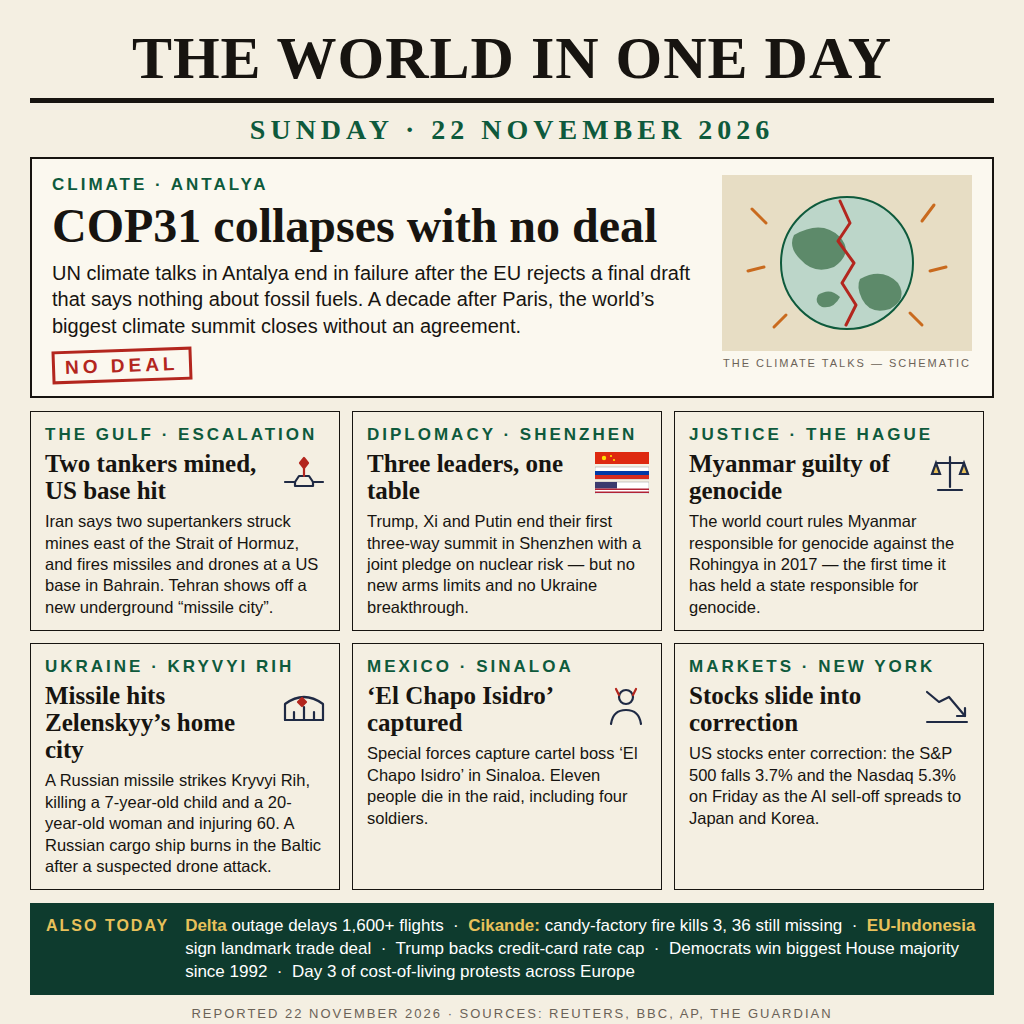 THE WORLD IN ONE DAY
SUNDAY · 22 NOVEMBER 2026
CLIMATE · ANTALYA
COP31 collapses with no deal
UN climate talks in Antalya end in failure after the EU rejects a final draft
that says nothing about fossil fuels. A decade after Paris, the world’s
biggest climate summit closes without an agreement.
NO DEAL
THE CLIMATE TALKS — SCHEMATIC
THE GULF · ESCALATION
Two tankers mined,
US base hit
Iran says two supertankers struck
mines east of the Strait of Hormuz,
and fires missiles and drones at a US
base in Bahrain. Tehran shows off a
new underground “missile city”.
DIPLOMACY · SHENZHEN
Three leaders, one
table
Trump, Xi and Putin end their first
three-way summit in Shenzhen with a
joint pledge on nuclear risk — but no
new arms limits and no Ukraine
breakthrough.
JUSTICE · THE HAGUE
Myanmar guilty of
genocide
The world court rules Myanmar
responsible for genocide against the
Rohingya in 2017 — the first time it
has held a state responsible for
genocide.
UKRAINE · KRYVYI RIH
Missile hits
Zelenskyy’s home
city
A Russian missile strikes Kryvyi Rih,
killing a 7-year-old child and a 20-
year-old woman and injuring 60. A
Russian cargo ship burns in the Baltic
after a suspected drone attack.
MEXICO · SINALOA
‘El Chapo Isidro’
captured
Special forces capture cartel boss ‘El
Chapo Isidro’ in Sinaloa. Eleven
people die in the raid, including four
soldiers.
MARKETS · NEW YORK
Stocks slide into
correction
US stocks enter correction: the S&P
500 falls 3.7% and the Nasdaq 5.3%
on Friday as the AI sell-off spreads to
Japan and Korea.
ALSO TODAY
Delta outage delays 1,600+ flights · Cikande: candy-factory fire kills 3, 36 still missing · EU-Indonesia
sign landmark trade deal · Trump backs credit-card rate cap · Democrats win biggest House majority
since 1992 · Day 3 of cost-of-living protests across Europe
REPORTED 22 NOVEMBER 2026 · SOURCES: REUTERS, BBC, AP, THE GUARDIAN